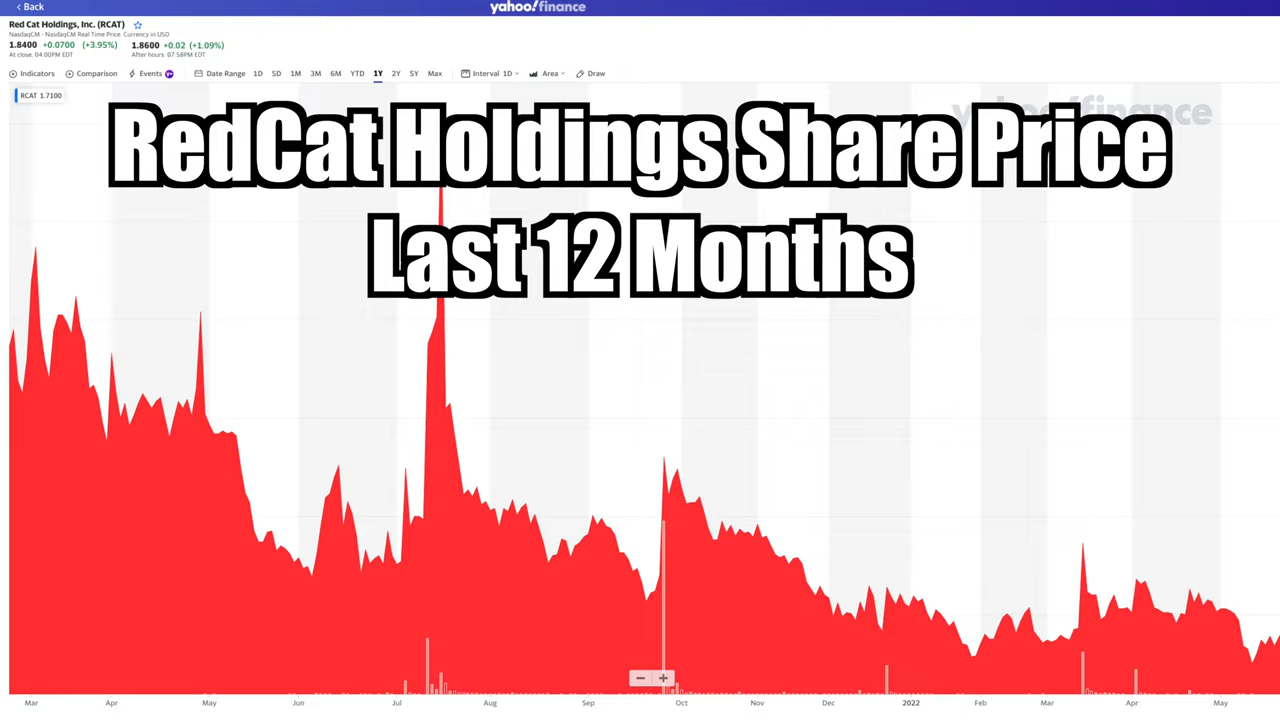 Back
yahoo!finance
Red Cat Holdings, Inc. (RCAT)
NasdaqCM - NasdaqCM Real Time Price. Currency in USD
1.8400 +0.0700 (+3.95%) 1.8600 +0.02 (+1.09%)
At close: 04:00PM EDT After hours: 07:58PM EDT
Indicators Comparison Events Date Range 1D 5D 1M 3M 6M YTD 1Y 2Y 5Y Max Interval 1D Area Draw
RCAT 1.7100
yahoo!finance
RedCat Holdings Share Price
Last 12 Months
Mar Apr May Jun Jul Aug Sep Oct Nov Dec 2022 Feb Mar Apr May